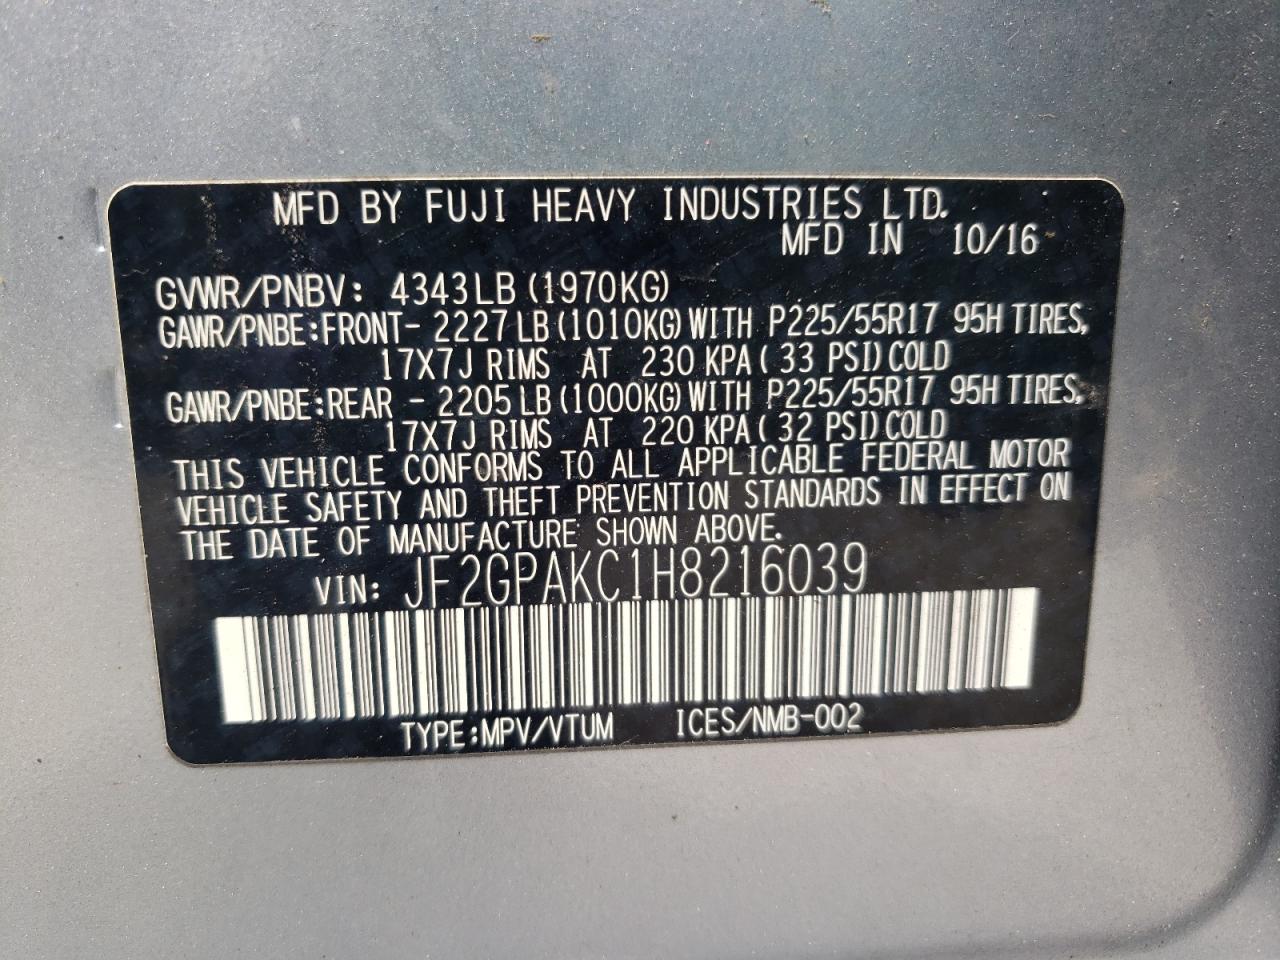 MFD BY FUJI HEAVY INDUSTRIES LTD.
MFD IN 10/16
GVWR/PNBV: 4343LB (1970KG)
GAWR/PNBE:FRONT- 2227LB (1010KG) WITH P225/55R17 95H TIRES,
17X7J RIMS AT 230 KPA ( 33 PSI) COLD
GAWR/PNBE:REAR - 2205LB (1000KG) WITH P225/55R17 95H TIRES,
17X7J RIMS AT 220 KPA ( 32 PSI) COLD
THIS VEHICLE CONFORMS TO ALL APPLICABLE FEDERAL MOTOR
VEHICLE SAFETY AND THEFT PREVENTION STANDARDS IN EFFECT ON
THE DATE OF MANUFACTURE SHOWN ABOVE.
VIN: JF2GPAKC1H8216039
TYPE:MPV/VTUM ICES/NMB-002